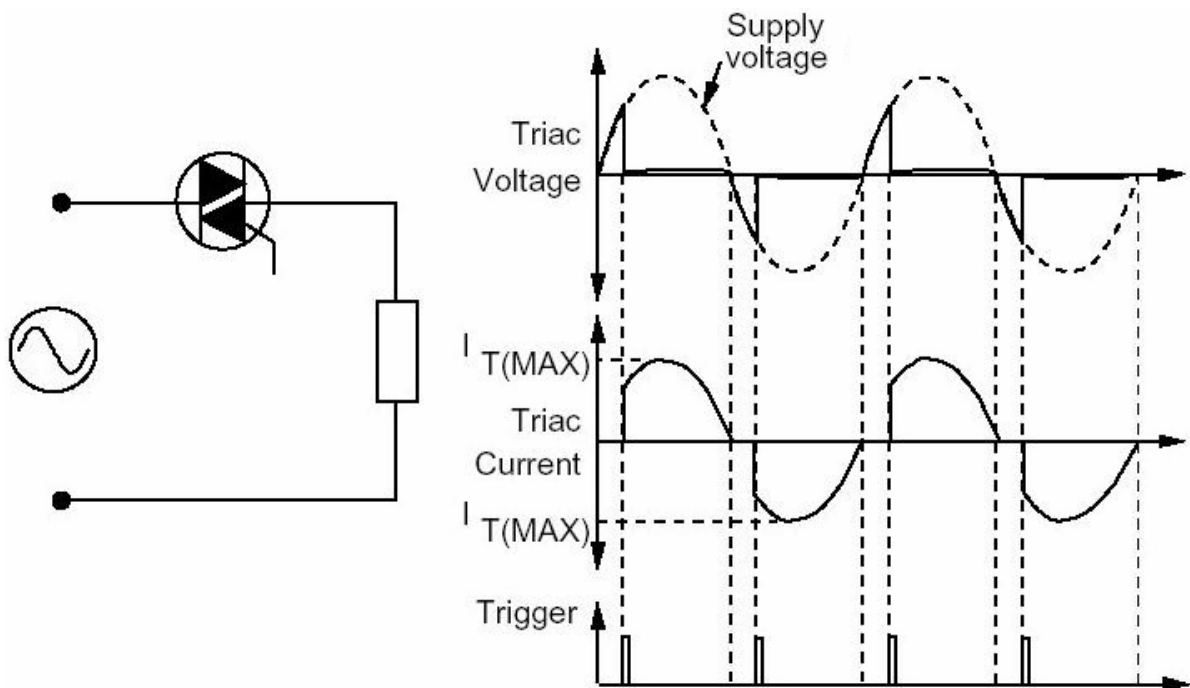 Supply
voltage
Triac
Voltage
I
T(MAX)
Triac
Current
I
T(MAX)
Trigger